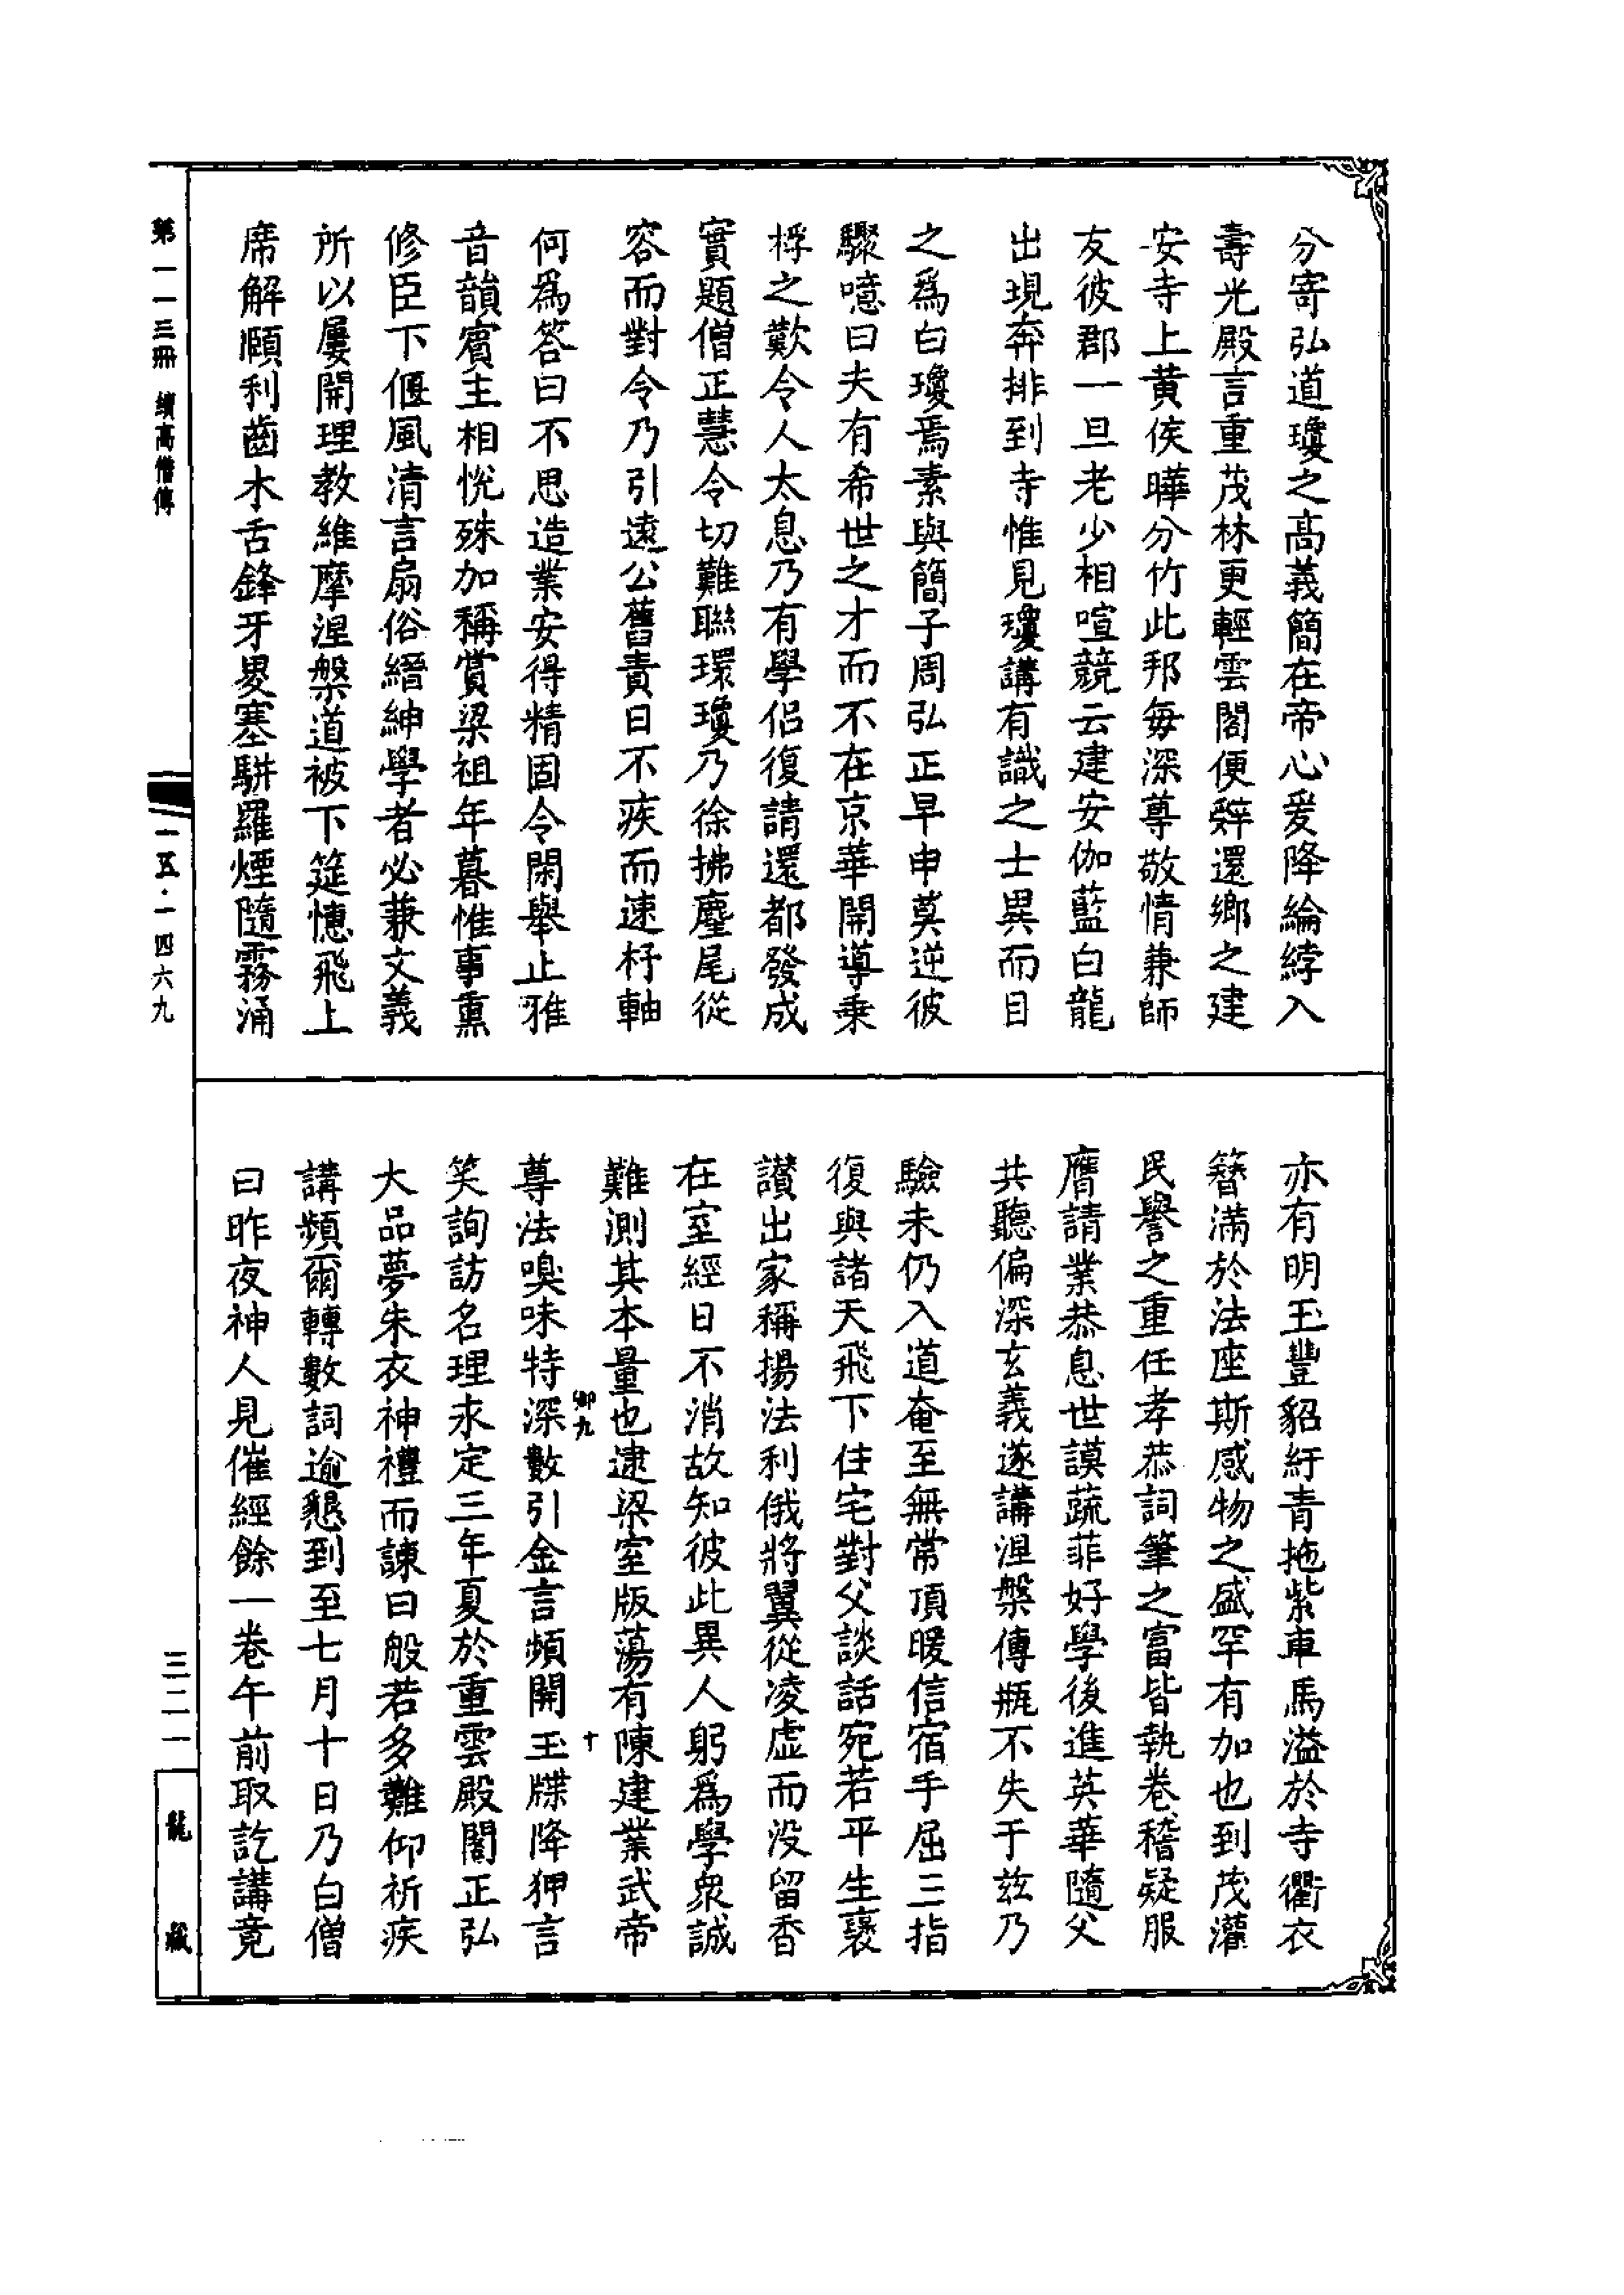 分寄弘道瓊之高義簡在帝心爰降綸綍入
壽光殿言重茂林更輕雲閣便辤還鄉之建
安寺上黄侯曄分竹此邦每深尊敬情兼師
友彼郡一旦老少相喧競云建安伽藍白龍
出現奔排到寺惟見瓊講有識之士異而目
之爲白瓊焉素與簡子周弘正早申莫逆彼
驟噫曰夫有希世之才而不在京華開導乗
桴之歎令人太息乃有學侣復請還都發成
實題僧正慧令切難聯環瓊乃徐拂麈尾從
容而對令乃引遠公舊責曰不疾而速杼軸
何爲答曰不思造業安得精固令閑舉止雅
音韻賓主相恱殊加稱賞梁祖年暮惟事熏
修臣下偃風清言扇俗縉紳學者必兼文義
所以屢開理教維摩涅槃道被下筵憓飛上
席解頤利齒木舌鋒牙畟塞駢羅煙隨霧涌
亦有明玉豐貂紆青拖紫車馬溢於寺衢衣
簪滿於法座斯感物之盛罕有加也到茂灌
民譽之重任孝恭詞筆之富皆執卷稽疑服
膺請業恭息世謨蔬菲好學後進英華隨父
共聽偏深玄義遂講涅槃傳瓶不失于兹乃
驗未仍入道奄至無常頂暖信宿手屈三指
復與諸天飛下住宅對父談話宛若平生襃
讃出家稱揚法利俄將翼從凌虚而没留香
在室經日不消故知彼此異人躬爲學衆誠
難測其本量也逮梁室版蕩有陳建業武帝
卿九
十
尊法嗅味特深數引金言頻開玉牒降狎言
笑詢訪名理永定三年夏於重雲殿閣正弘
大品夢朱衣神禮而諫曰般若多難仰祈疾
講頻爾轉數詞逾懇到至七月十日乃白僧
曰昨夜神人見催經餘一卷午前取訖講竟
第一一三冊　續高僧傳
一五·一四六九
三二一
龍藏